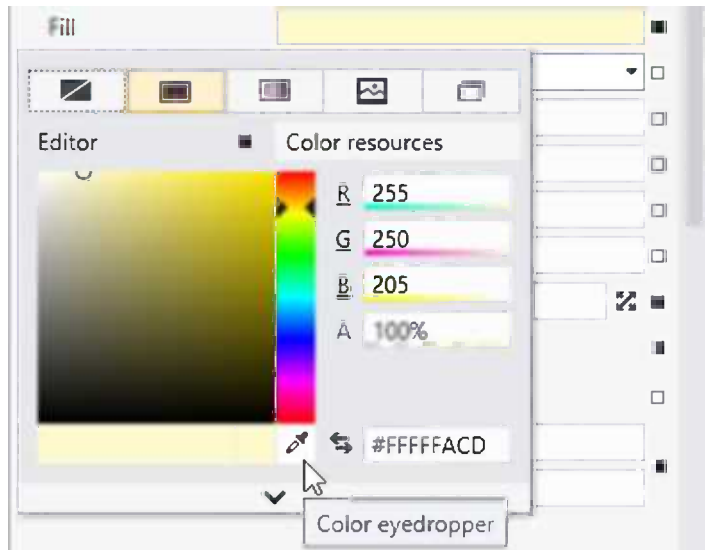 Fill
Editor
Color resources
R 255
G 250
B 205
A 100%
#FFFFFACD
Color eyedropper